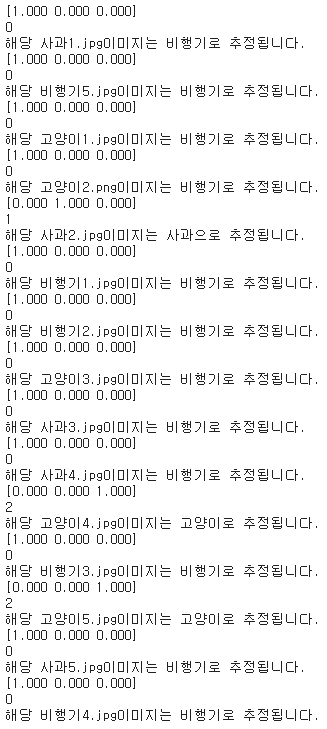 [1.000 0.000 0.000]
0
해당 사과1.jpg이미지는 비행기로 추정됩니다.
[1.000 0.000 0.000]
0
해당 비행기5.jpg이미지는 비행기로 추정됩니다.
[1.000 0.000 0.000]
0
해당 고양이1.jpg이미지는 비행기로 추정됩니다.
[1.000 0.000 0.000]
0
해당 고양이2.png이미지는 비행기로 추정됩니다.
[0.000 1.000 0.000]
1
해당 사과2.jpg이미지는 사과으로 추정됩니다.
[1.000 0.000 0.000]
0
해당 비행기1.jpg이미지는 비행기로 추정됩니다.
[1.000 0.000 0.000]
0
해당 비행기2.jpg이미지는 비행기로 추정됩니다.
[1.000 0.000 0.000]
0
해당 고양이3.jpg이미지는 비행기로 추정됩니다.
[1.000 0.000 0.000]
0
해당 사과3.jpg이미지는 비행기로 추정됩니다.
[1.000 0.000 0.000]
0
해당 사과4.jpg이미지는 비행기로 추정됩니다.
[0.000 0.000 1.000]
2
해당 고양이4.jpg이미지는 고양이로 추정됩니다.
[1.000 0.000 0.000]
0
해당 비행기3.jpg이미지는 비행기로 추정됩니다.
[0.000 0.000 1.000]
2
해당 고양이5.jpg이미지는 고양이로 추정됩니다.
[1.000 0.000 0.000]
0
해당 사과5.jpg이미지는 비행기로 추정됩니다.
[1.000 0.000 0.000]
0
해당 비행기4.jpg이미지는 비행기로 추정됩니다.